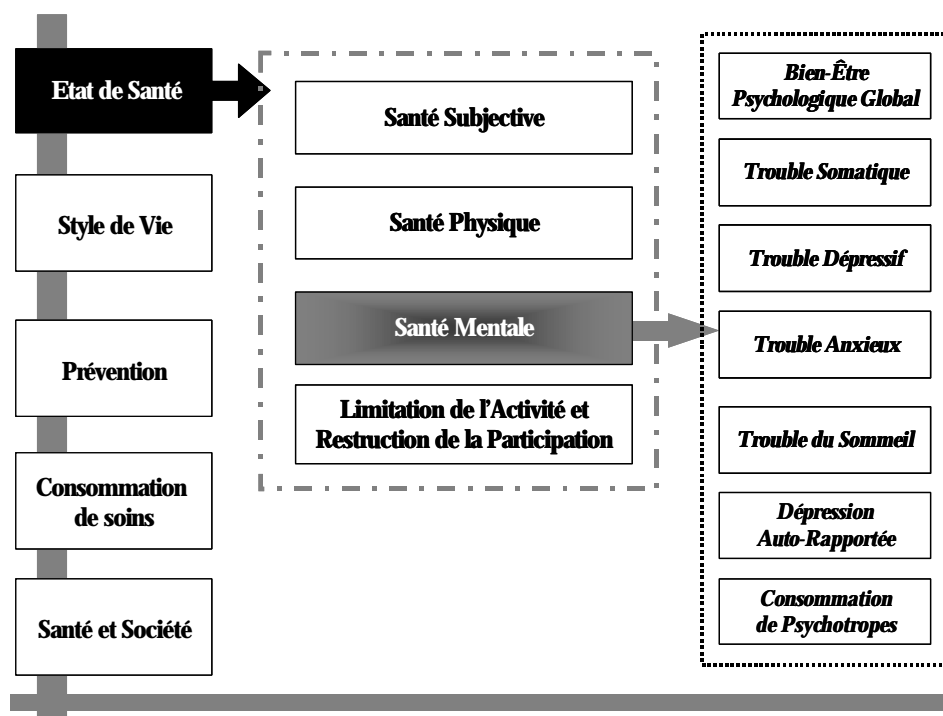 Etat de Santé
Style de Vie
Prévention
Consommation
de soins
Santé et Société
Santé Subjective
Santé Physique
Santé Mentale
Limitation de l'Activité et
Restruction de la Participation
Bien-Être
Psychologique Global
Trouble Somatique
Trouble Dépressif
Trouble Anxieux
Trouble du Sommeil
Dépression
Auto-Rapportée
Consommation
de Psychotropes